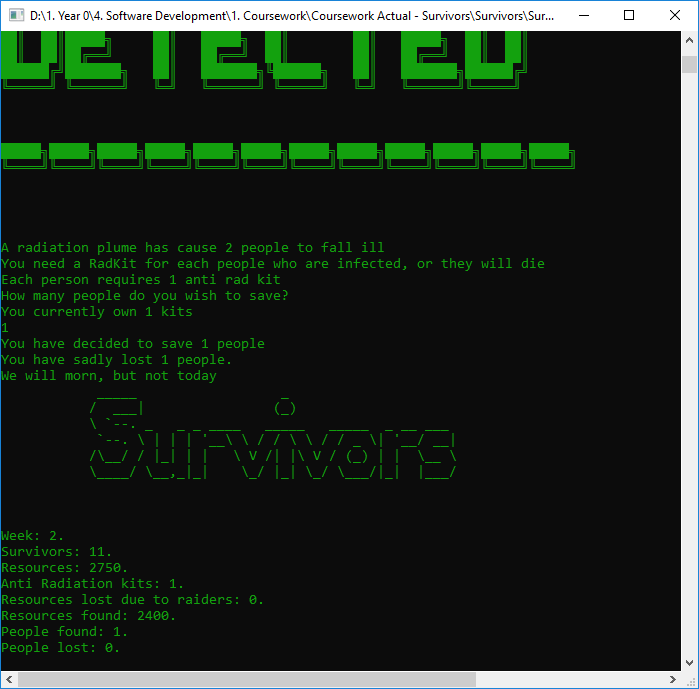 D:\1. Year 0\4. Software Development\1. Coursework\Coursework Actual - Survivors\Survivors\Sur...
A radiation plume has cause 2 people to fall ill
You need a RadKit for each people who are infected, or they will die
Each person requires 1 anti rad kit
How many people do you wish to save?
You currently own 1 kits
1
You have decided to save 1 people
You have sadly lost 1 people.
We will morn, but not today
Survivors
Week: 2.
Survivors: 11.
Resources: 2750.
Anti Radiation kits: 1.
Resources lost due to raiders: 0.
Resources found: 2400.
People found: 1.
People lost: 0.